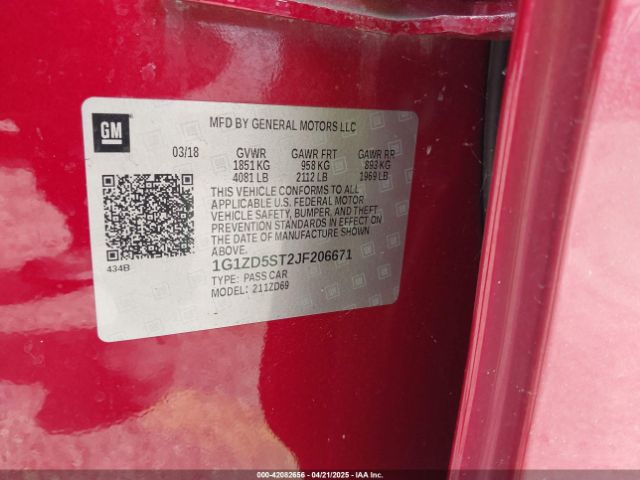 GM
MFD BY GENERAL MOTORS LLC
03/18 GVWR GAWR FRT GAWR RR
1851 KG 958 KG 893 KG
4081 LB 2112 LB 1969 LB
THIS VEHICLE CONFORMS TO ALL
APPLICABLE U.S. FEDERAL MOTOR
VEHICLE SAFETY, BUMPER, AND THEFT
PREVENTION STANDARDS IN EFFECT ON
THE DATE OF MANUFACTURE SHOWN ABOVE.
434B
1G1ZD5ST2JF206671
TYPE: PASS CAR
MODEL: 211ZD69
000-42082656 - 04/21/2025 - IAA Inc.